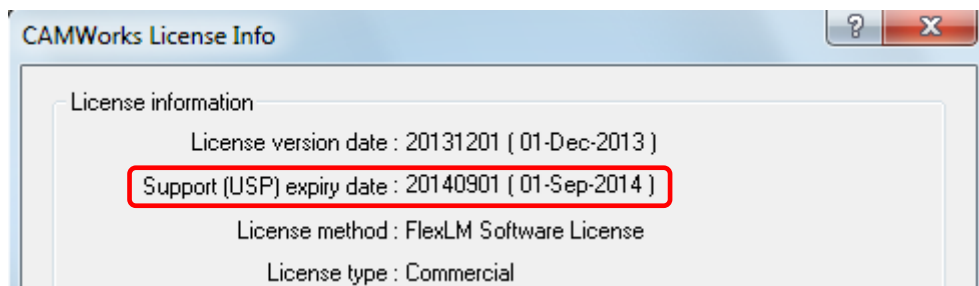 CAMWorks License Info
?
X
License information
License version date : 20131201 ( 01-Dec-2013 )
Support (USP) expiry date : 20140901 ( 01-Sep-2014 )
License method : FlexLM Software License
License type : Commercial